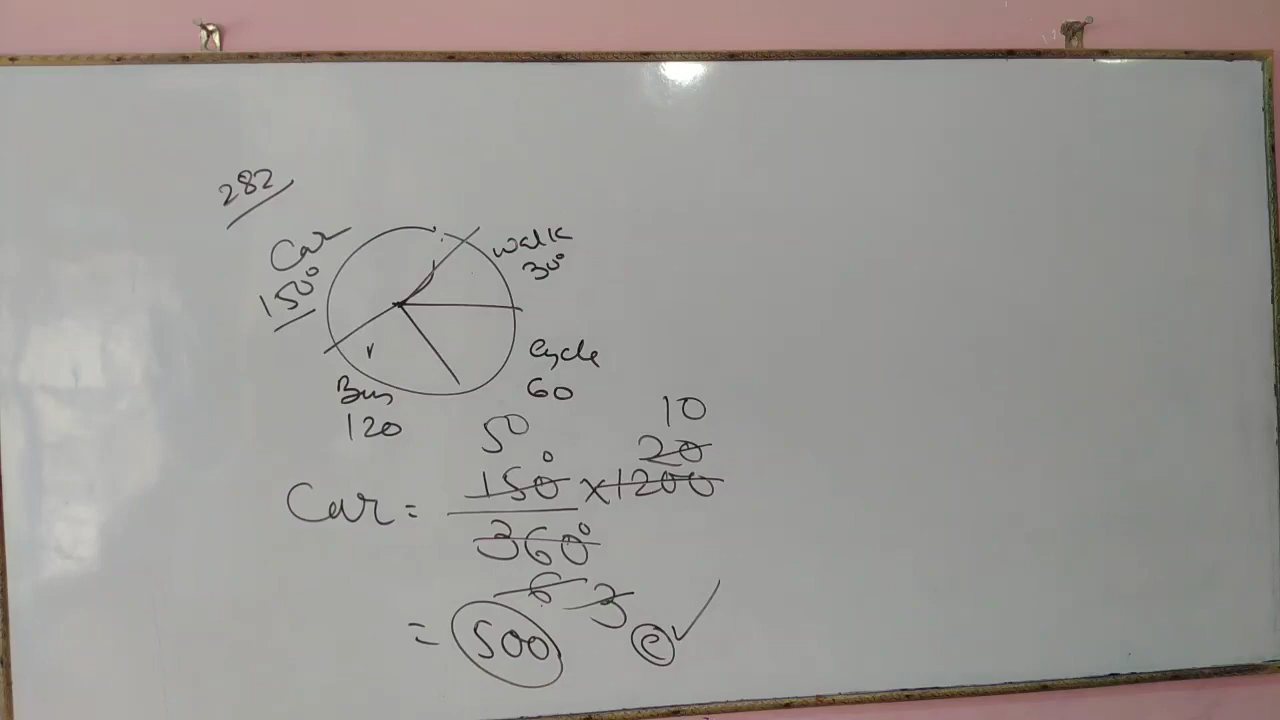 282
Car
150°
Walk
30°
Cycle
60
Bus
120
50
10
20
Car = 150° × 1200
360°
6 3
= 500 c ✓